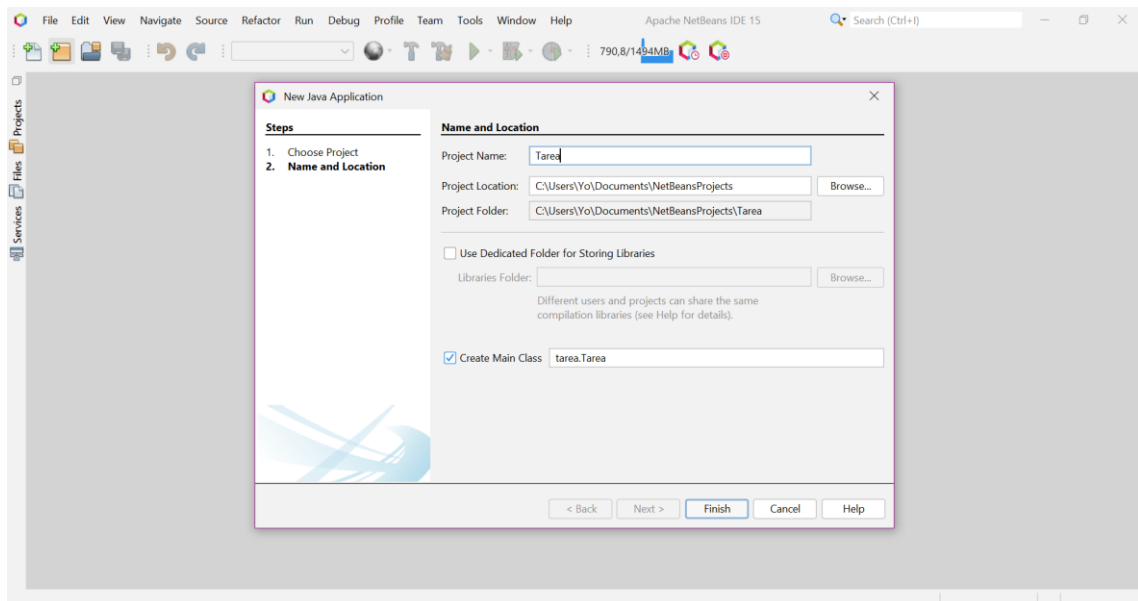 File Edit View Navigate Source Refactor Run Debug Profile Team Tools Window Help Apache NetBeans IDE 15 Search (Ctrl+I)
790,8/1494MB
Projects
Files
Services
New Java Application
Steps
1. Choose Project
2. Name and Location
Name and Location
Project Name: Tarea
Project Location: C:\Users\Yo\Documents\NetBeansProjects Browse...
Project Folder: C:\Users\Yo\Documents\NetBeansProjects\Tarea
Use Dedicated Folder for Storing Libraries
Libraries Folder: Browse...
Different users and projects can share the same
compilation libraries (see Help for details).
Create Main Class tarea.Tarea
< Back Next > Finish Cancel Help